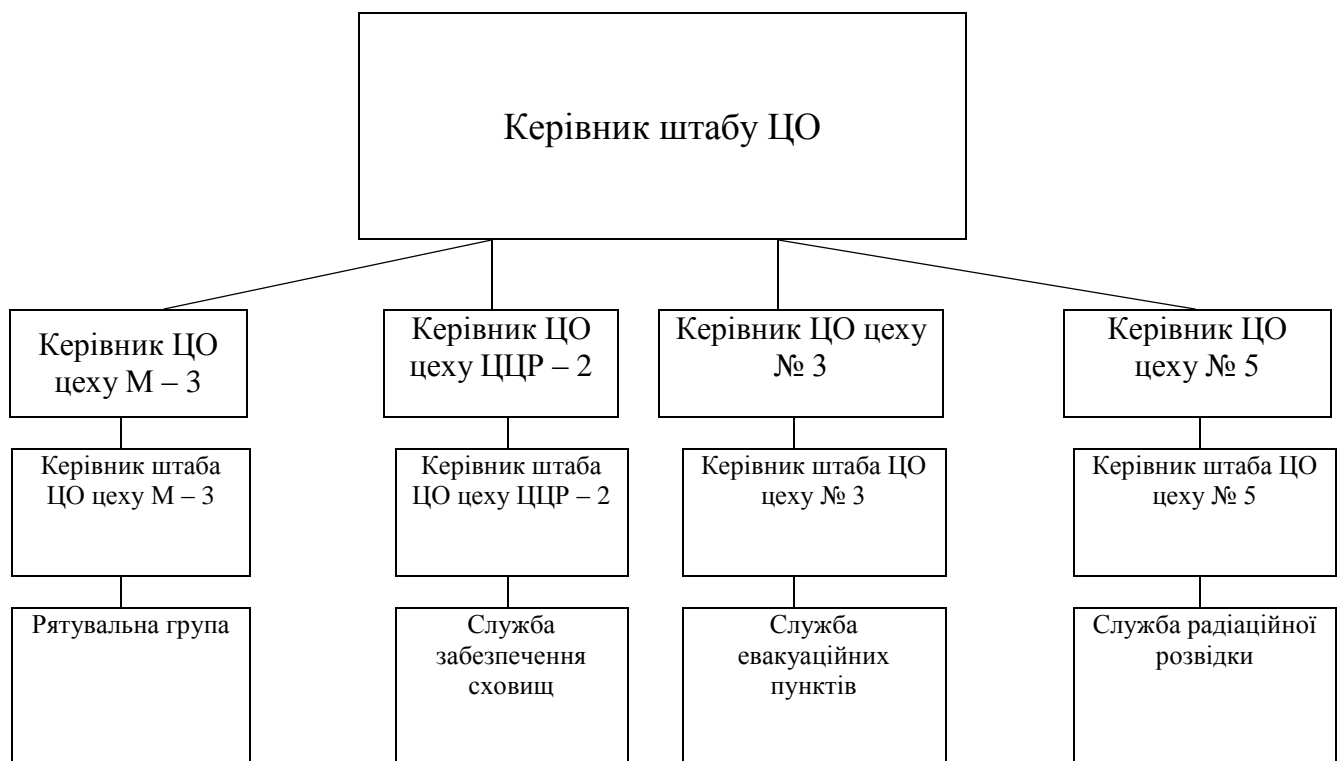 Керівник штабу ЦО
Керівник ЦО
цеху М – 3
Керівник ЦО
цеху ЦЦР – 2
Керівник ЦО цеху
№ 3
Керівник ЦО
цеху № 5
Керівник штаба
ЦО цеху М – 3
Керівник штаба
ЦО цеху ЦЦР – 2
Керівник штаба ЦО
цеху № 3
Керівник штаба ЦО
цеху № 5
Рятувальна група
Служба
забезпечення
сховищ
Служба
евакуаційних
пунктів
Служба радіаційної
розвідки